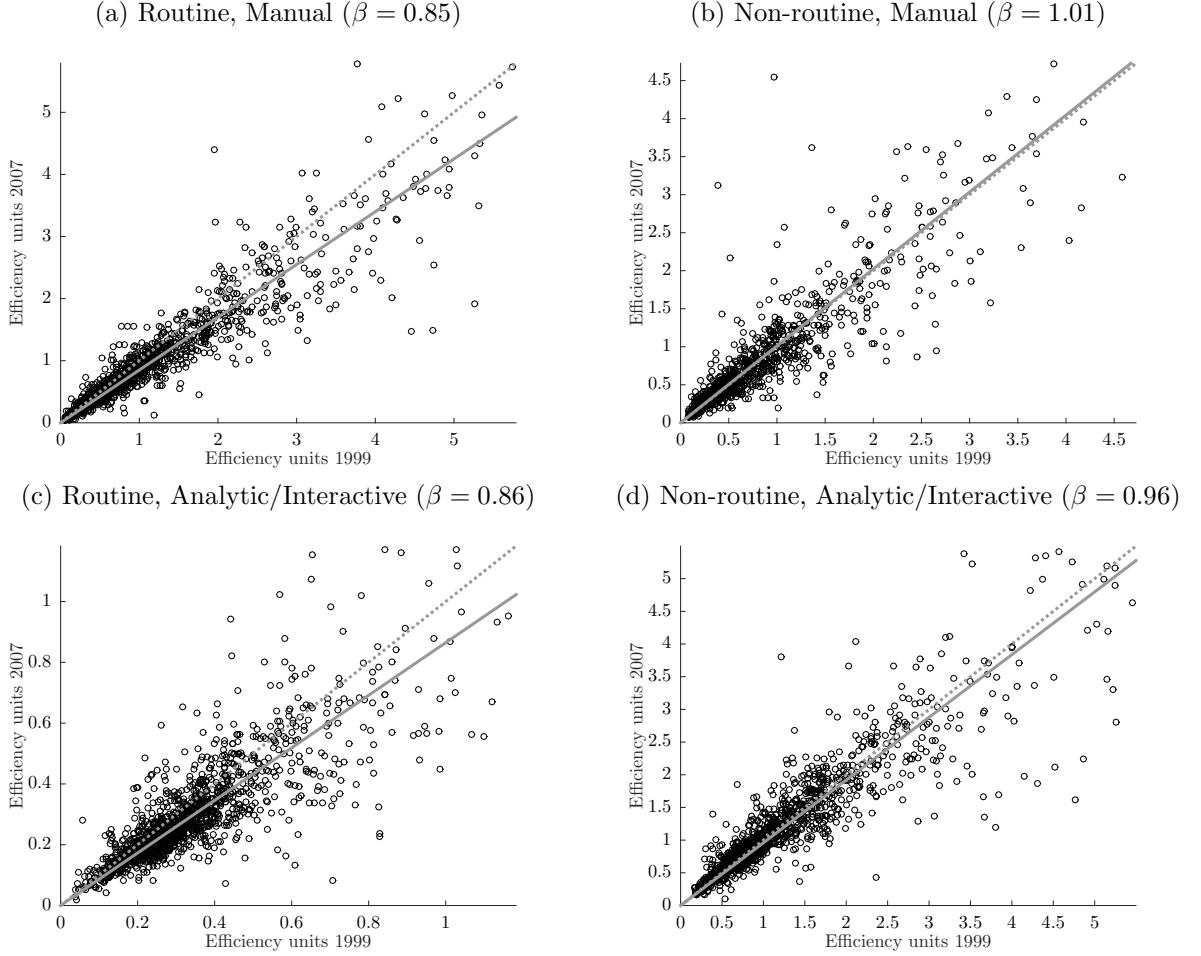 (a) Routine, Manual (β = 0.85)
Efficiency units 2007
5
4
3
2
1
0
0 1 2 3 4 5
Efficiency units 1999
(b) Non-routine, Manual (β = 1.01)
Efficiency units 2007
4.5
4
3.5
3
2.5
2
1.5
1
0.5
0
0 0.5 1 1.5 2 2.5 3 3.5 4 4.5
Efficiency units 1999
(c) Routine, Analytic/Interactive (β = 0.86)
Efficiency units 2007
1
0.8
0.6
0.4
0.2
0
0 0.2 0.4 0.6 0.8 1
Efficiency units 1999
(d) Non-routine, Analytic/Interactive (β = 0.96)
Efficiency units 2007
5
4.5
4
3.5
3
2.5
2
1.5
1
0.5
0
0 0.5 1 1.5 2 2.5 3 3.5 4 4.5 5
Efficiency units 1999